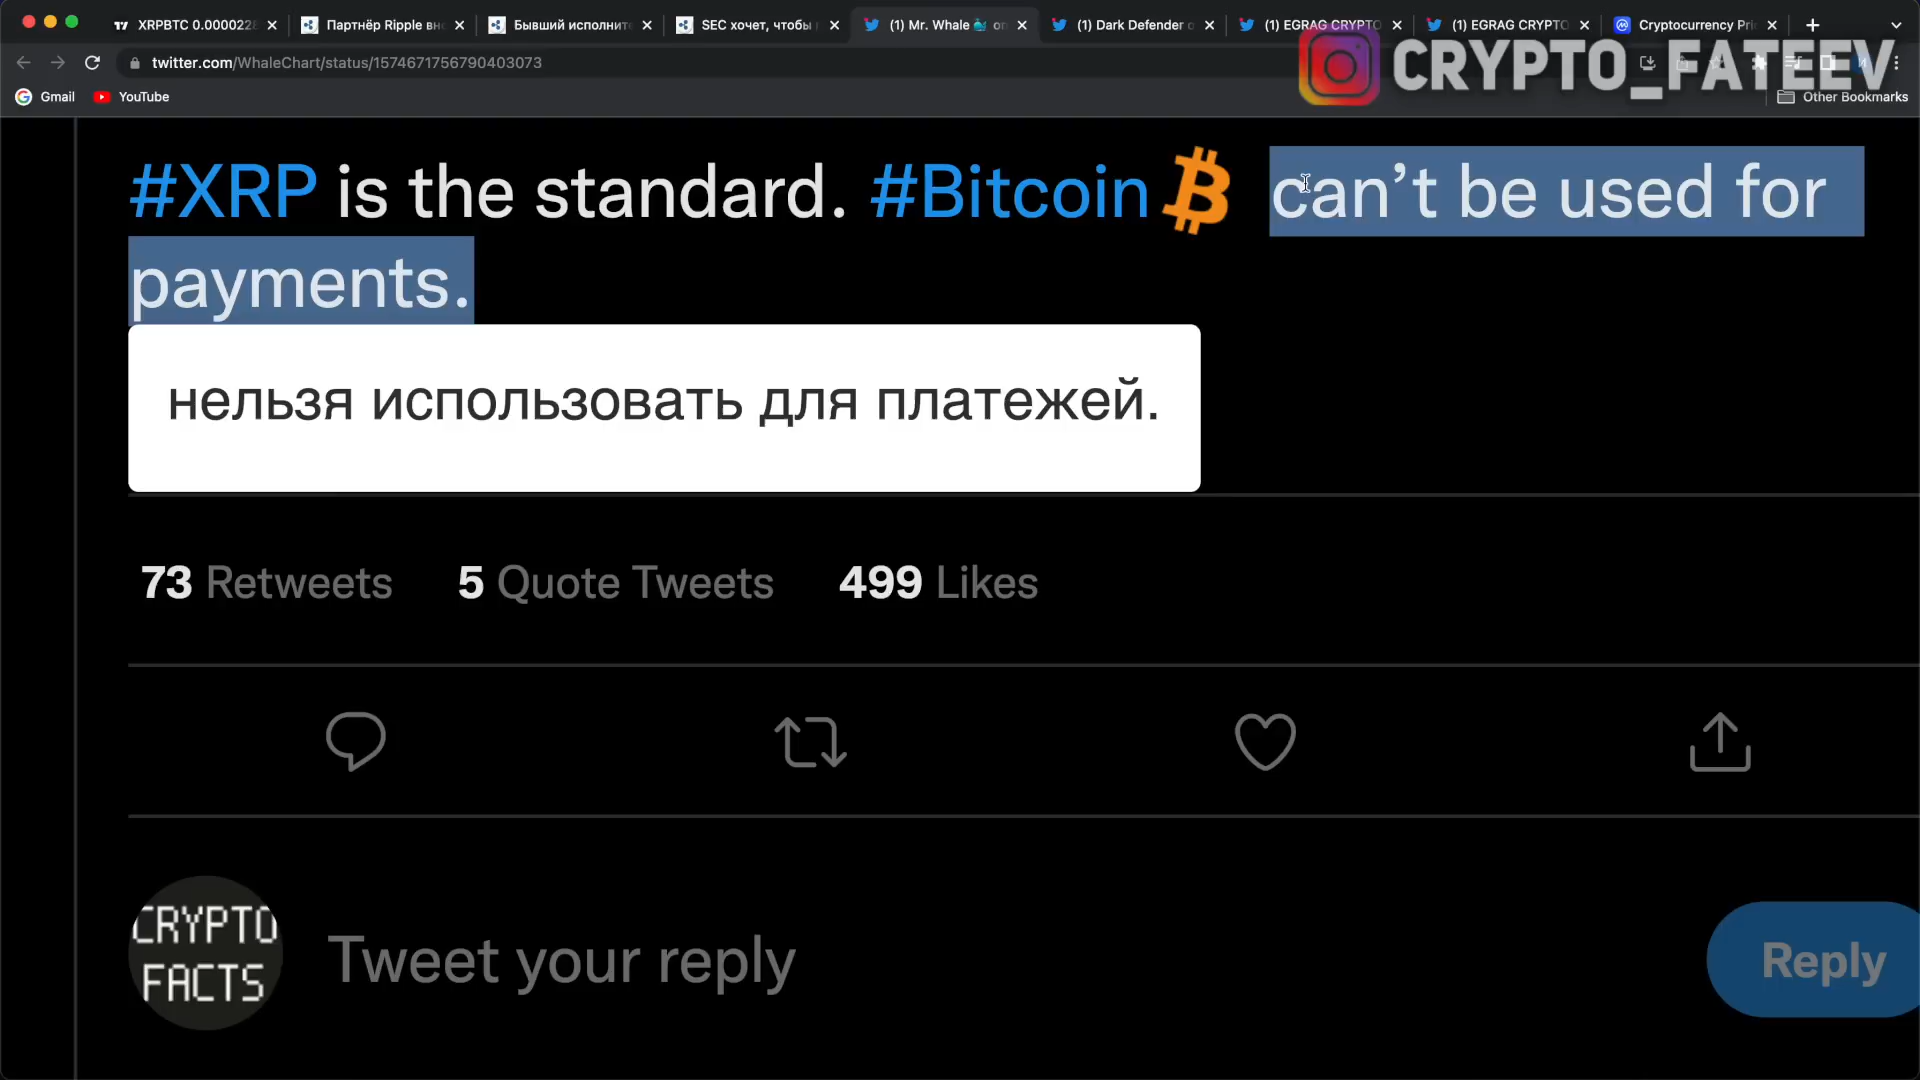 XRPBTC 0.0000228
Партнёр Ripple вн
Бывший исполните
SEC хочет, чтобы
(1) Mr. Whale
(1) Dark Defender
(1) EGRAG CRYPTO
(1) EGRAG CRYPTO
Cryptocurrency Pri
twitter.com/WhaleChart/status/1574671756790403073
CRYPTO_FATEEV
Gmail
YouTube
Other Bookmarks
#XRP is the standard. #Bitcoin can’t be used for
payments.
нельзя использовать для платежей.
73 Retweets 5 Quote Tweets 499 Likes
CRYPTO
FACTS
Tweet your reply
Reply